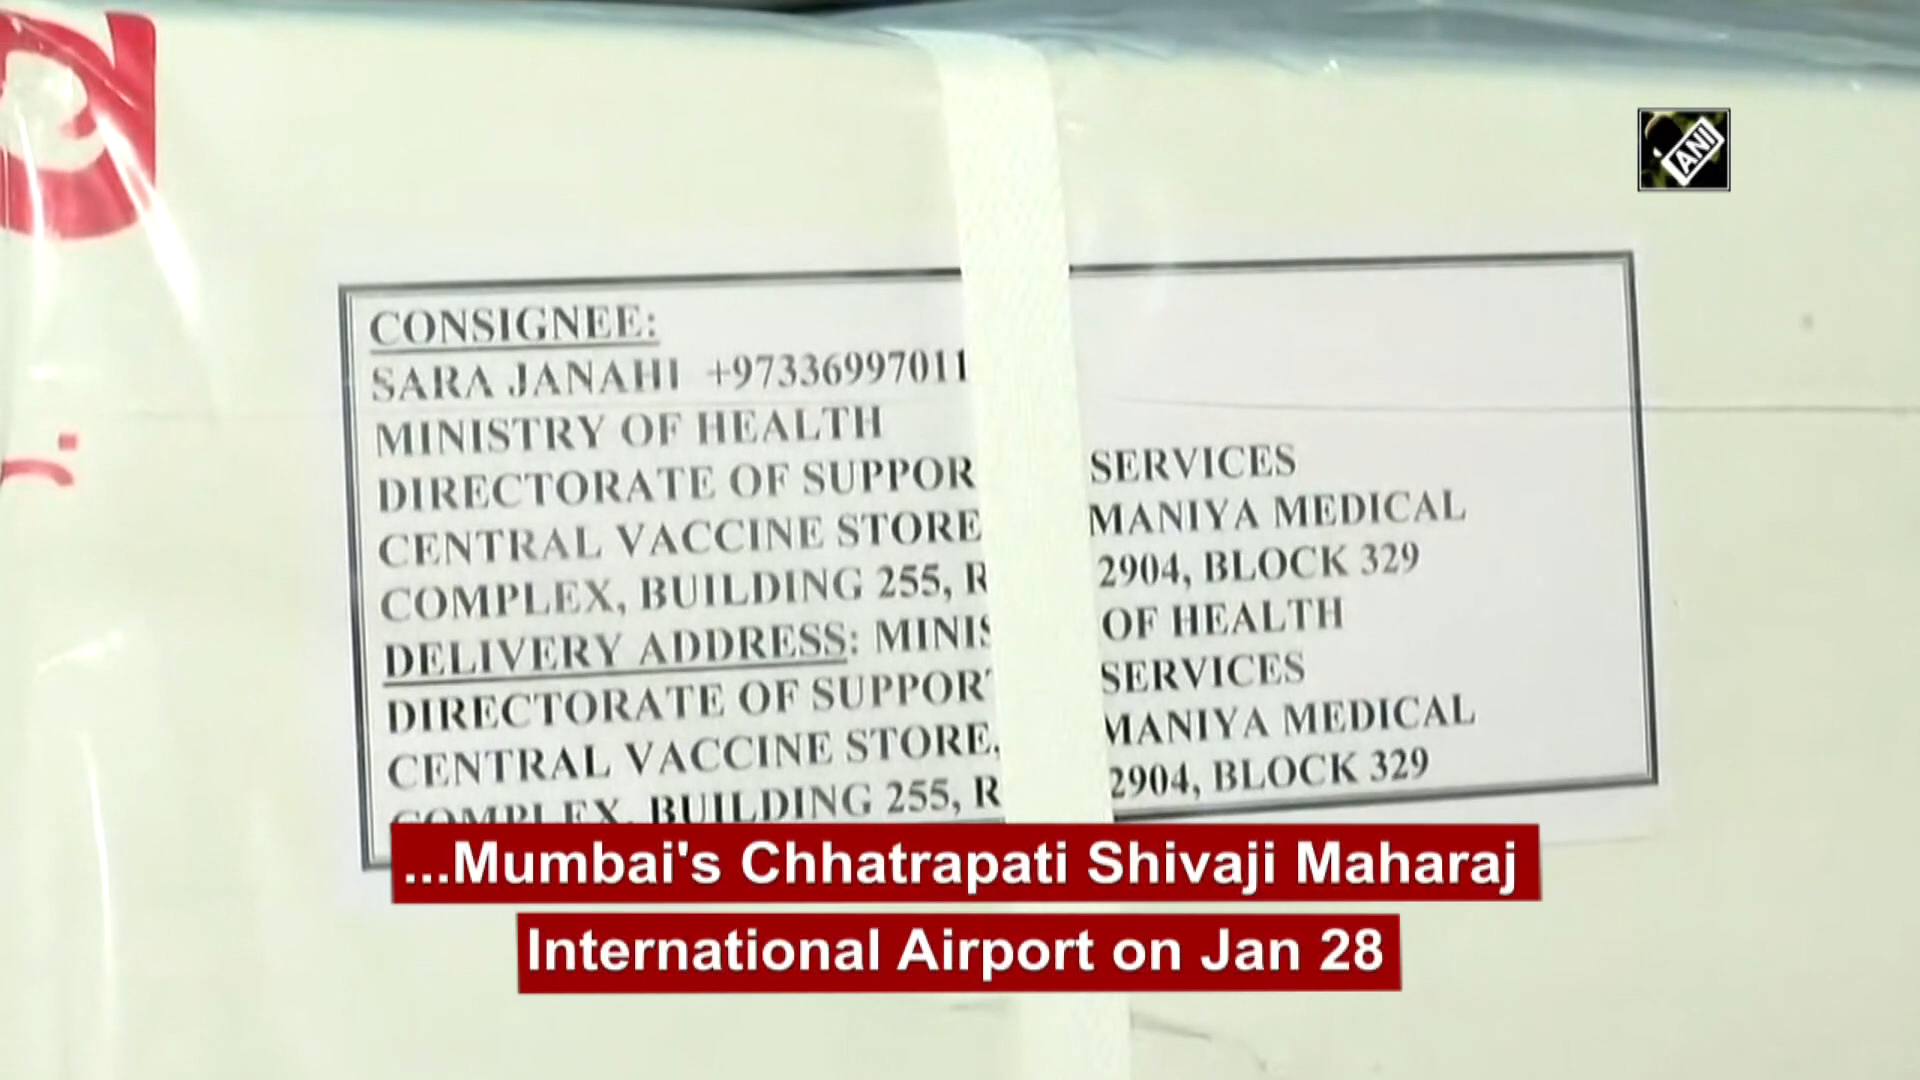 ANI
CONSIGNEE:
SARA JANAHI +97336997011
MINISTRY OF HEALTH
DIRECTORATE OF SUPPOR SERVICES
CENTRAL VACCINE STORE MANIYA MEDICAL
COMPLEX, BUILDING 255, R 2904, BLOCK 329
DELIVERY ADDRESS: MINIS OF HEALTH
DIRECTORATE OF SUPPORT SERVICES
CENTRAL VACCINE STORE, MANIYA MEDICAL
COMPLEX, BUILDING 255, R 2904, BLOCK 329
...Mumbai's Chhatrapati Shivaji Maharaj
International Airport on Jan 28